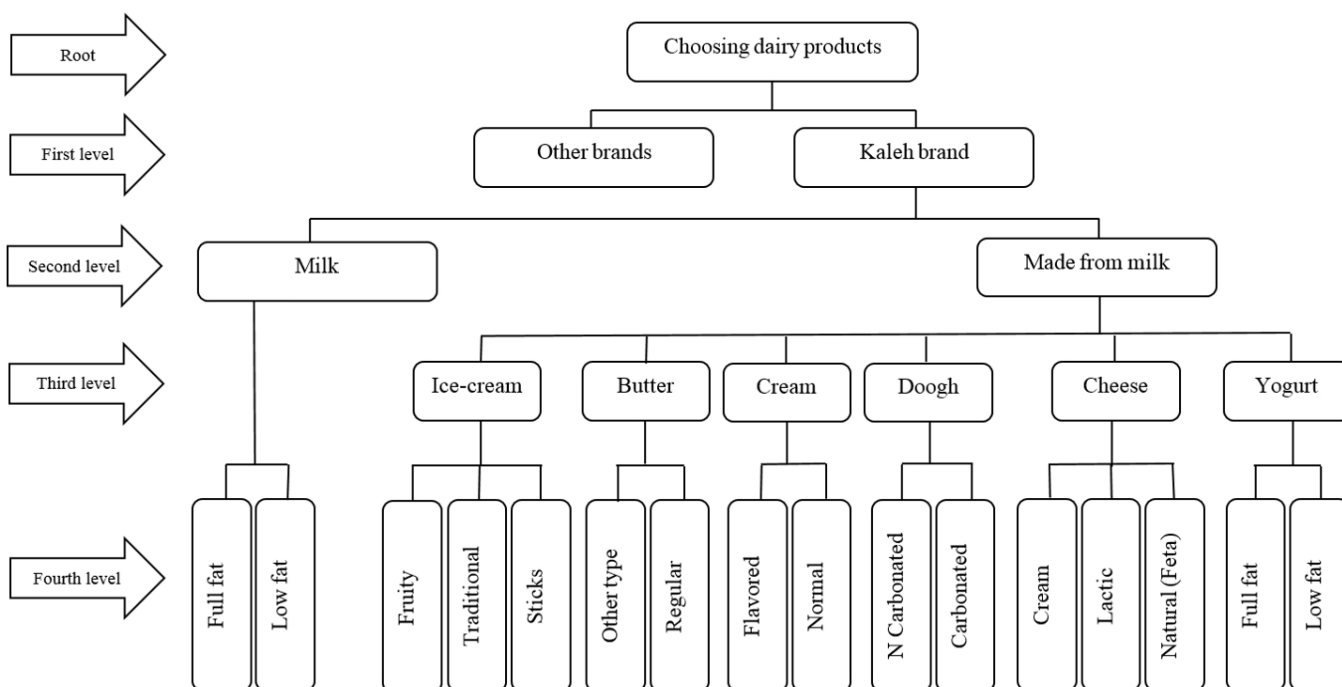 Root
Choosing dairy products
First level
Other brands
Kaleh brand
Second level
Milk
Made from milk
Third level
Ice-cream
Butter
Cream
Doogh
Cheese
Yogurt
Fourth level
Full fat
Low fat
Fruity
Traditional
Sticks
Other type
Regular
Flavored
Normal
N Carbonated
Carbonated
Cream
Lactic
Natural (Feta)
Full fat
Low fat